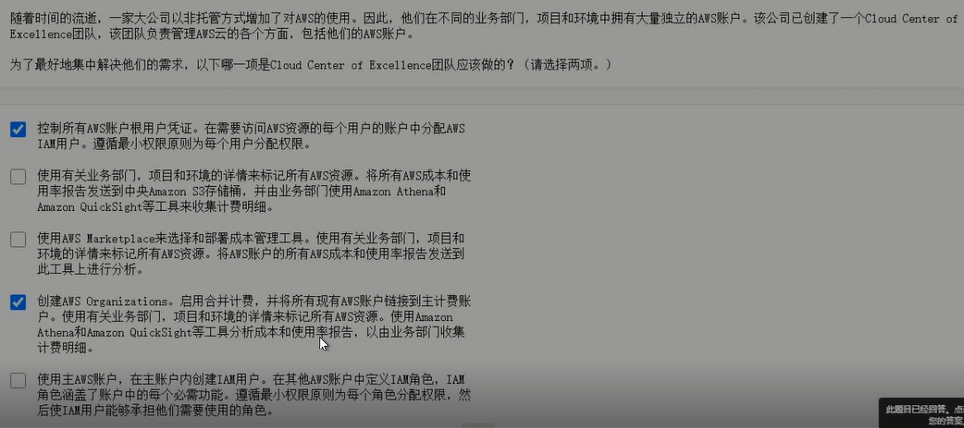 随着时间的流逝，一家大公司以非托管方式增加了对AWS的使用。因此，他们在不同的业务部门，项目和环境中拥有大量独立的AWS账户。该公司已创建了一个Cloud Center of
Excellence团队，该团队负责管理AWS云的各个方面，包括他们的AWS账户。
为了最好地集中解决他们的需求，以下哪一项是Cloud Center of Excellence团队应该做的？（请选择两项。）
控制所有AWS账户根用户凭证。在需要访问AWS资源的每个用户的账户中分配AWS
IAM用户。遵循最小权限原则为每个用户分配权限。
使用有关业务部门，项目和环境的详情来标记所有AWS资源。将所有AWS成本和使
用率报告发送到中央Amazon S3存储桶，并由业务部门使用Amazon Athena和
Amazon QuickSight等工具来收集计费明细。
使用AWS Marketplace来选择和部署成本管理工具。使用有关业务部门，项目和
环境的详情来标记所有AWS资源。将AWS账户的所有AWS成本和使用率报告发送到
此工具上进行分析。
创建AWS Organizations。启用合并计费，并将所有现有AWS账户链接到主计费账
户。使用有关业务部门，项目和环境的详情来标记所有AWS资源。使用Amazon
Athena和Amazon QuickSight等工具分析成本和使用率报告，以由业务部门收集
计费明细。
使用主AWS账户，在主账户内创建IAM用户。在其他AWS账户中定义IAM角色，IAM
角色涵盖了账户中的每个必需功能。遵循最小权限原则为每个角色分配权限，然
后使IAM用户能够承担他们需要使用的角色。
此题目已经回答。点
您的答案